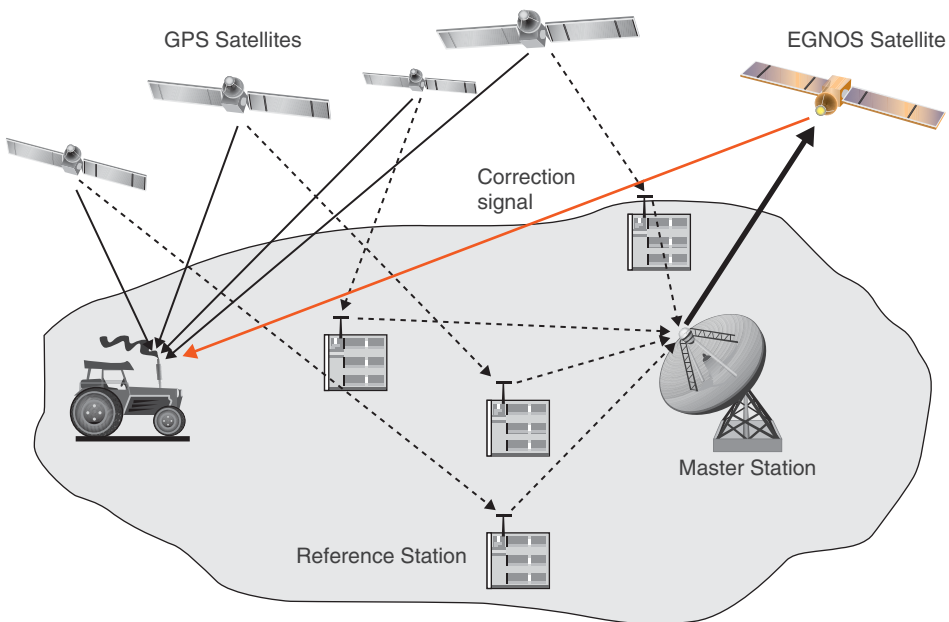 GPS Satellites
EGNOS Satellite
Correction
signal
Master Station
Reference Station